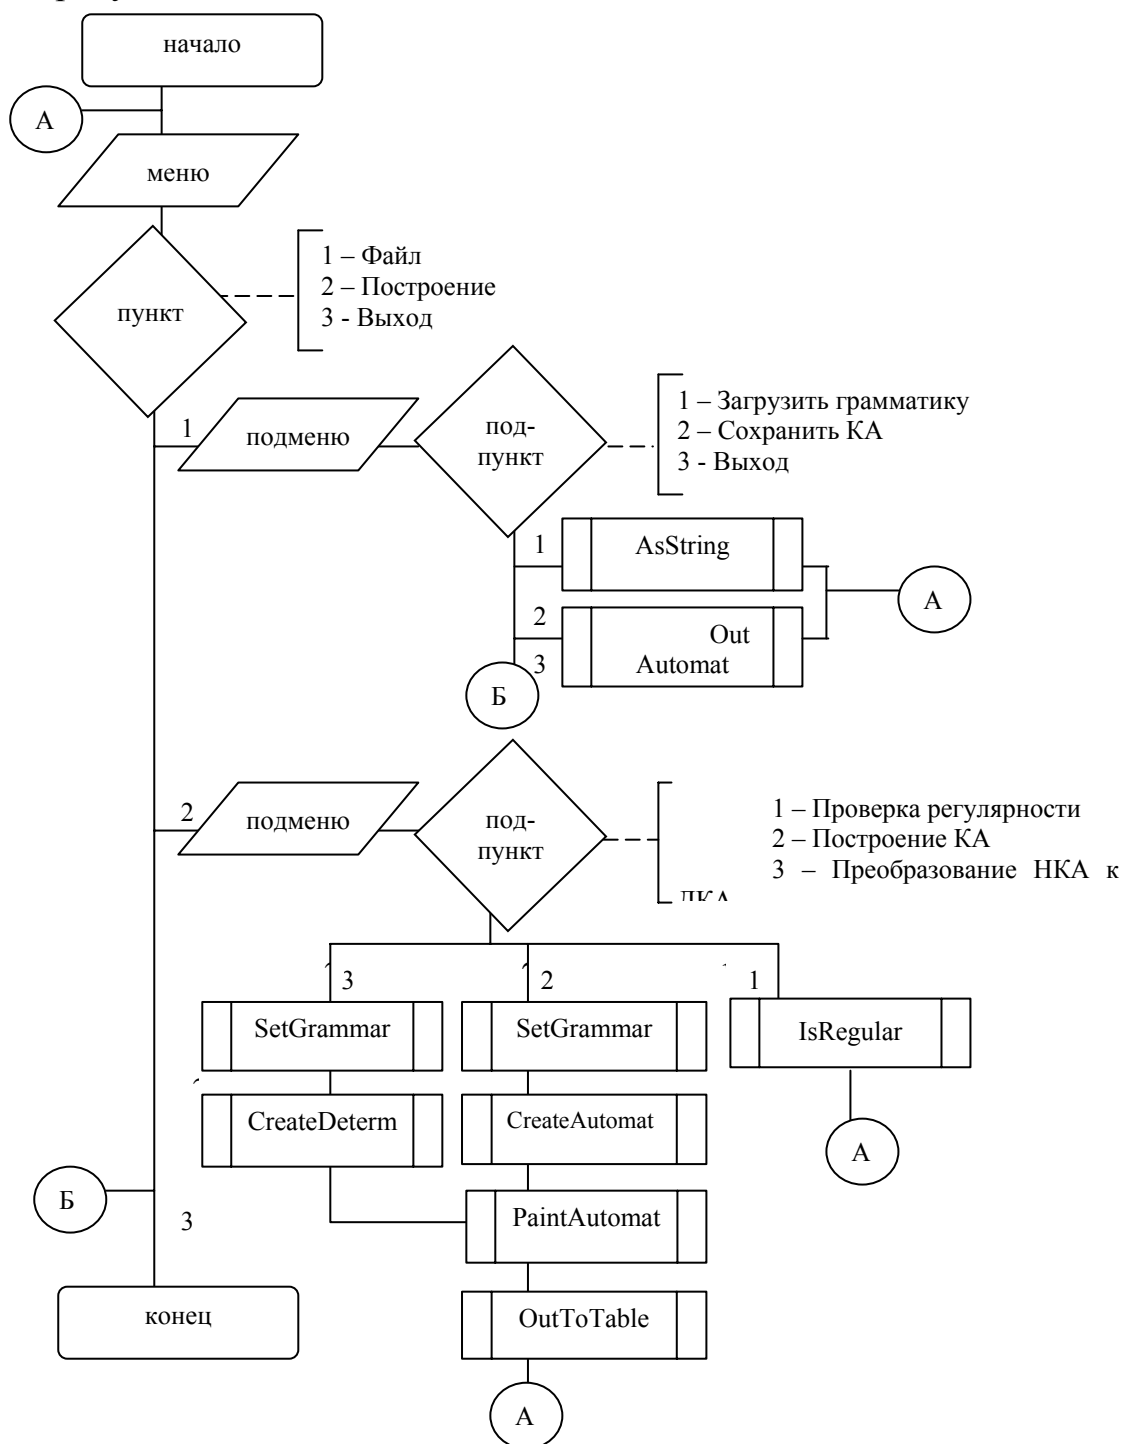 начало
А
меню
1 – Файл
2 – Построение
3 - Выход
пункт
1
подменю
под-
пункт
1 – Загрузить грамматику
2 – Сохранить КА
3 - Выход
1
AsString
А
2
Out
Automat
3
Б
2
подменю
под-
пункт
1 – Проверка регулярности
2 – Построение КА
3 – Преобразование НКА к
ДКА
3
2
1
SetGrammar
SetGrammar
IsRegular
CreateDeterm
CreateAutomat
А
Б
3
PaintAutomat
конец
OutToTable
А